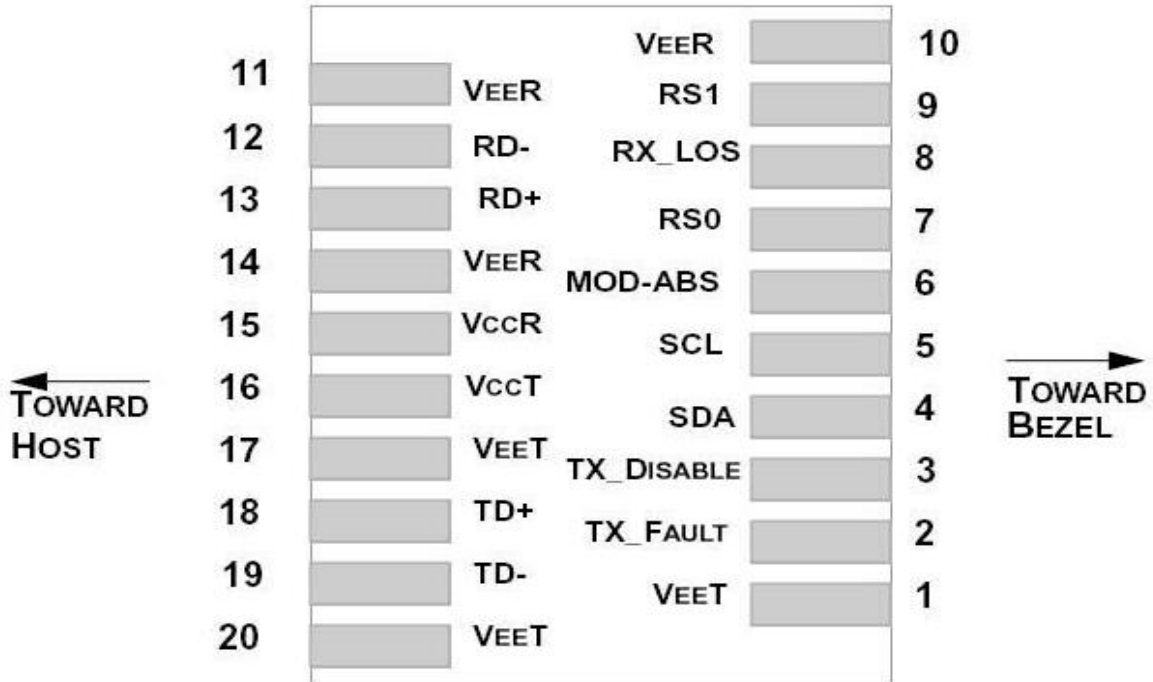 VEER 10
11 VEER
RS1 9
12 RD-
RX_LOS 8
13 RD+
RS0 7
14 VEER
MOD-ABS 6
15 VCCR
SCL 5
16 VCCT
TOWARD
HOST
TOWARD
BEZEL
SDA 4
17 VEET
TX_DISABLE 3
18 TD+
TX_FAULT 2
19 TD-
VEET 1
20 VEET